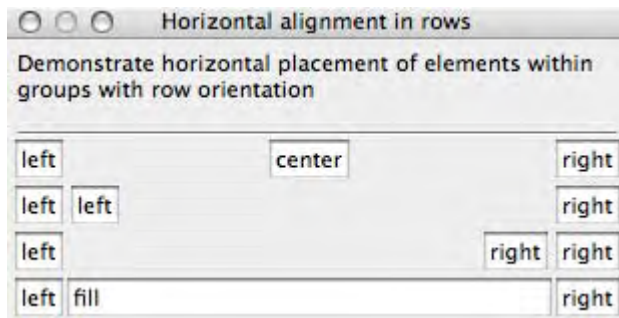 Horizontal alignment in rows
Demonstrate horizontal placement of elements within
groups with row orientation
left center right
left left right
left right right
left fill right